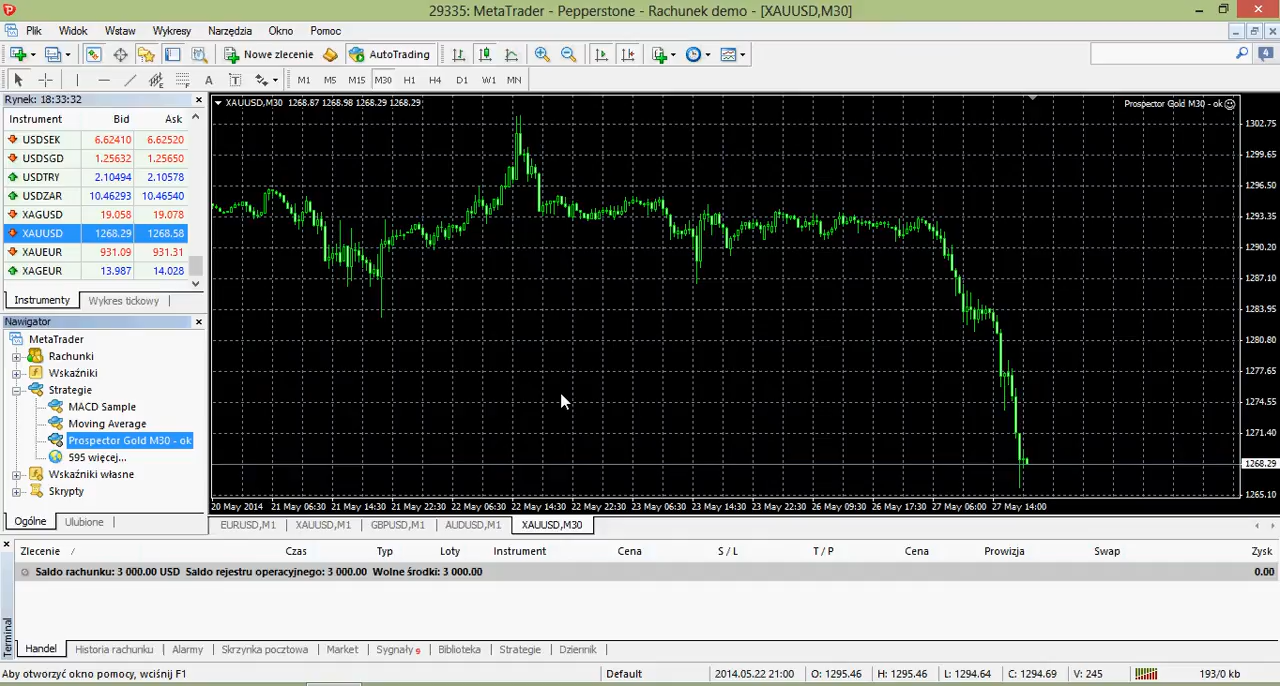 29335: MetaTrader - Pepperstone - Rachunek demo - [XAUUSD,M30]
Plik Widok Wstaw Wykresy Narzędzia Okno Pomoc
Nowe zlecenie AutoTrading 4
A T M1 M5 M15 M30 H1 H4 D1 W1 MN
Rynek: 18:33:32
Instrument Bid Ask
USDSEK 6.62410 6.62520
USDSGD 1.25632 1.25650
USDTRY 2.10494 2.10578
USDZAR 10.46293 10.46540
XAGUSD 19.058 19.078
XAUUSD 1268.29 1268.58
XAUEUR 931.09 931.31
XAGEUR 13.987 14.028
Instrumenty Wykres tickowy
Nawigator
MetaTrader
Rachunki
Wskaźniki
Strategie
MACD Sample
Moving Average
Prospector Gold M30 - ok
595 więcej...
Wskaźniki własne
Skrypty
Ogólne Ulubione
XAUUSD,M30 1268.87 1268.98 1268.29 1268.29
Prospector Gold M30 - ok
1302.75
1299.65
1296.50
1293.35
1290.20
1287.10
1283.95
1280.80
1277.65
1274.55
1271.40
1268.29
1265.10
20 May 2014 21 May 06:30 21 May 14:30 21 May 22:30 22 May 06:30 22 May 14:30 22 May 22:30 23 May 06:30 23 May 14:30 23 May 22:30 26 May 09:30 26 May 17:30 27 May 06:00 27 May 14:00
EURUSD,M1 XAUUSD,M1 GBPUSD,M1 AUDUSD,M1 XAUUSD,M30
Zlecenie / Czas Typ Loty Instrument Cena S / L T / P Cena Prowizja Swap Zysk
Saldo rachunku: 3 000.00 USD Saldo rejestru operacyjnego: 3 000.00 Wolne środki: 3 000.00 0.00
Terminal
Handel Historia rachunku Alarmy Skrzynka pocztowa Market Sygnały 9 Biblioteka Strategie Dziennik
Aby otworzyć okno pomocy, wciśnij F1 Default 2014.05.22 21:00 O: 1295.46 H: 1295.46 L: 1294.64 C: 1294.69 V: 245 193/0 kb